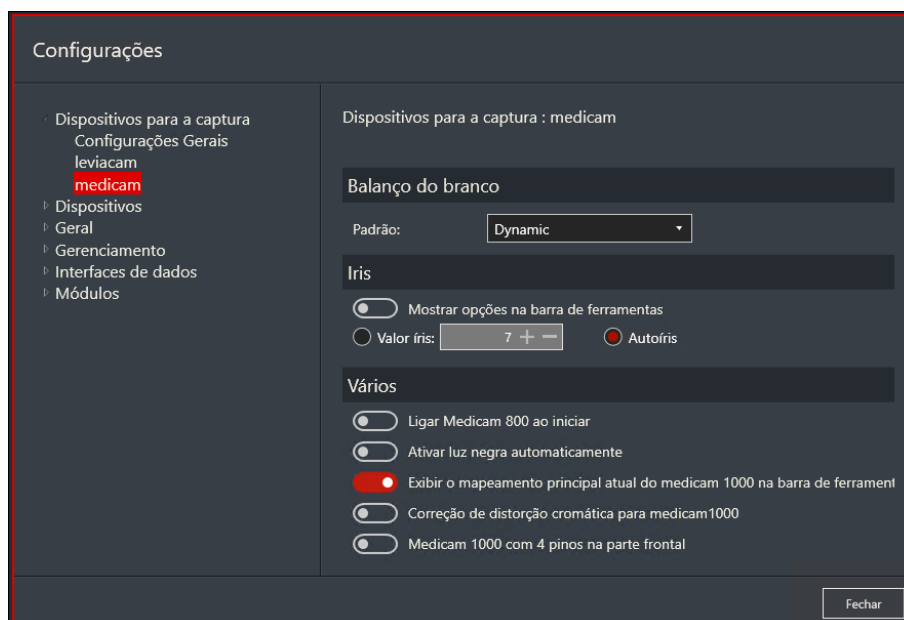 Configurações
Dispositivos para a captura
Configurações Gerais
leviacam
medicam
Dispositivos
Geral
Gerenciamento
Interfaces de dados
Módulos
Dispositivos para a captura : medicam
Balanço do branco
Padrão: Dynamic
Iris
Mostrar opções na barra de ferramentas
Valor íris: 7 + − Autoíris
Vários
Ligar Medicam 800 ao iniciar
Ativar luz negra automaticamente
Exibir o mapeamento principal atual do medicam 1000 na barra de ferrament
Correção de distorção cromática para medicam1000
Medicam 1000 com 4 pinos na parte frontal
Fechar